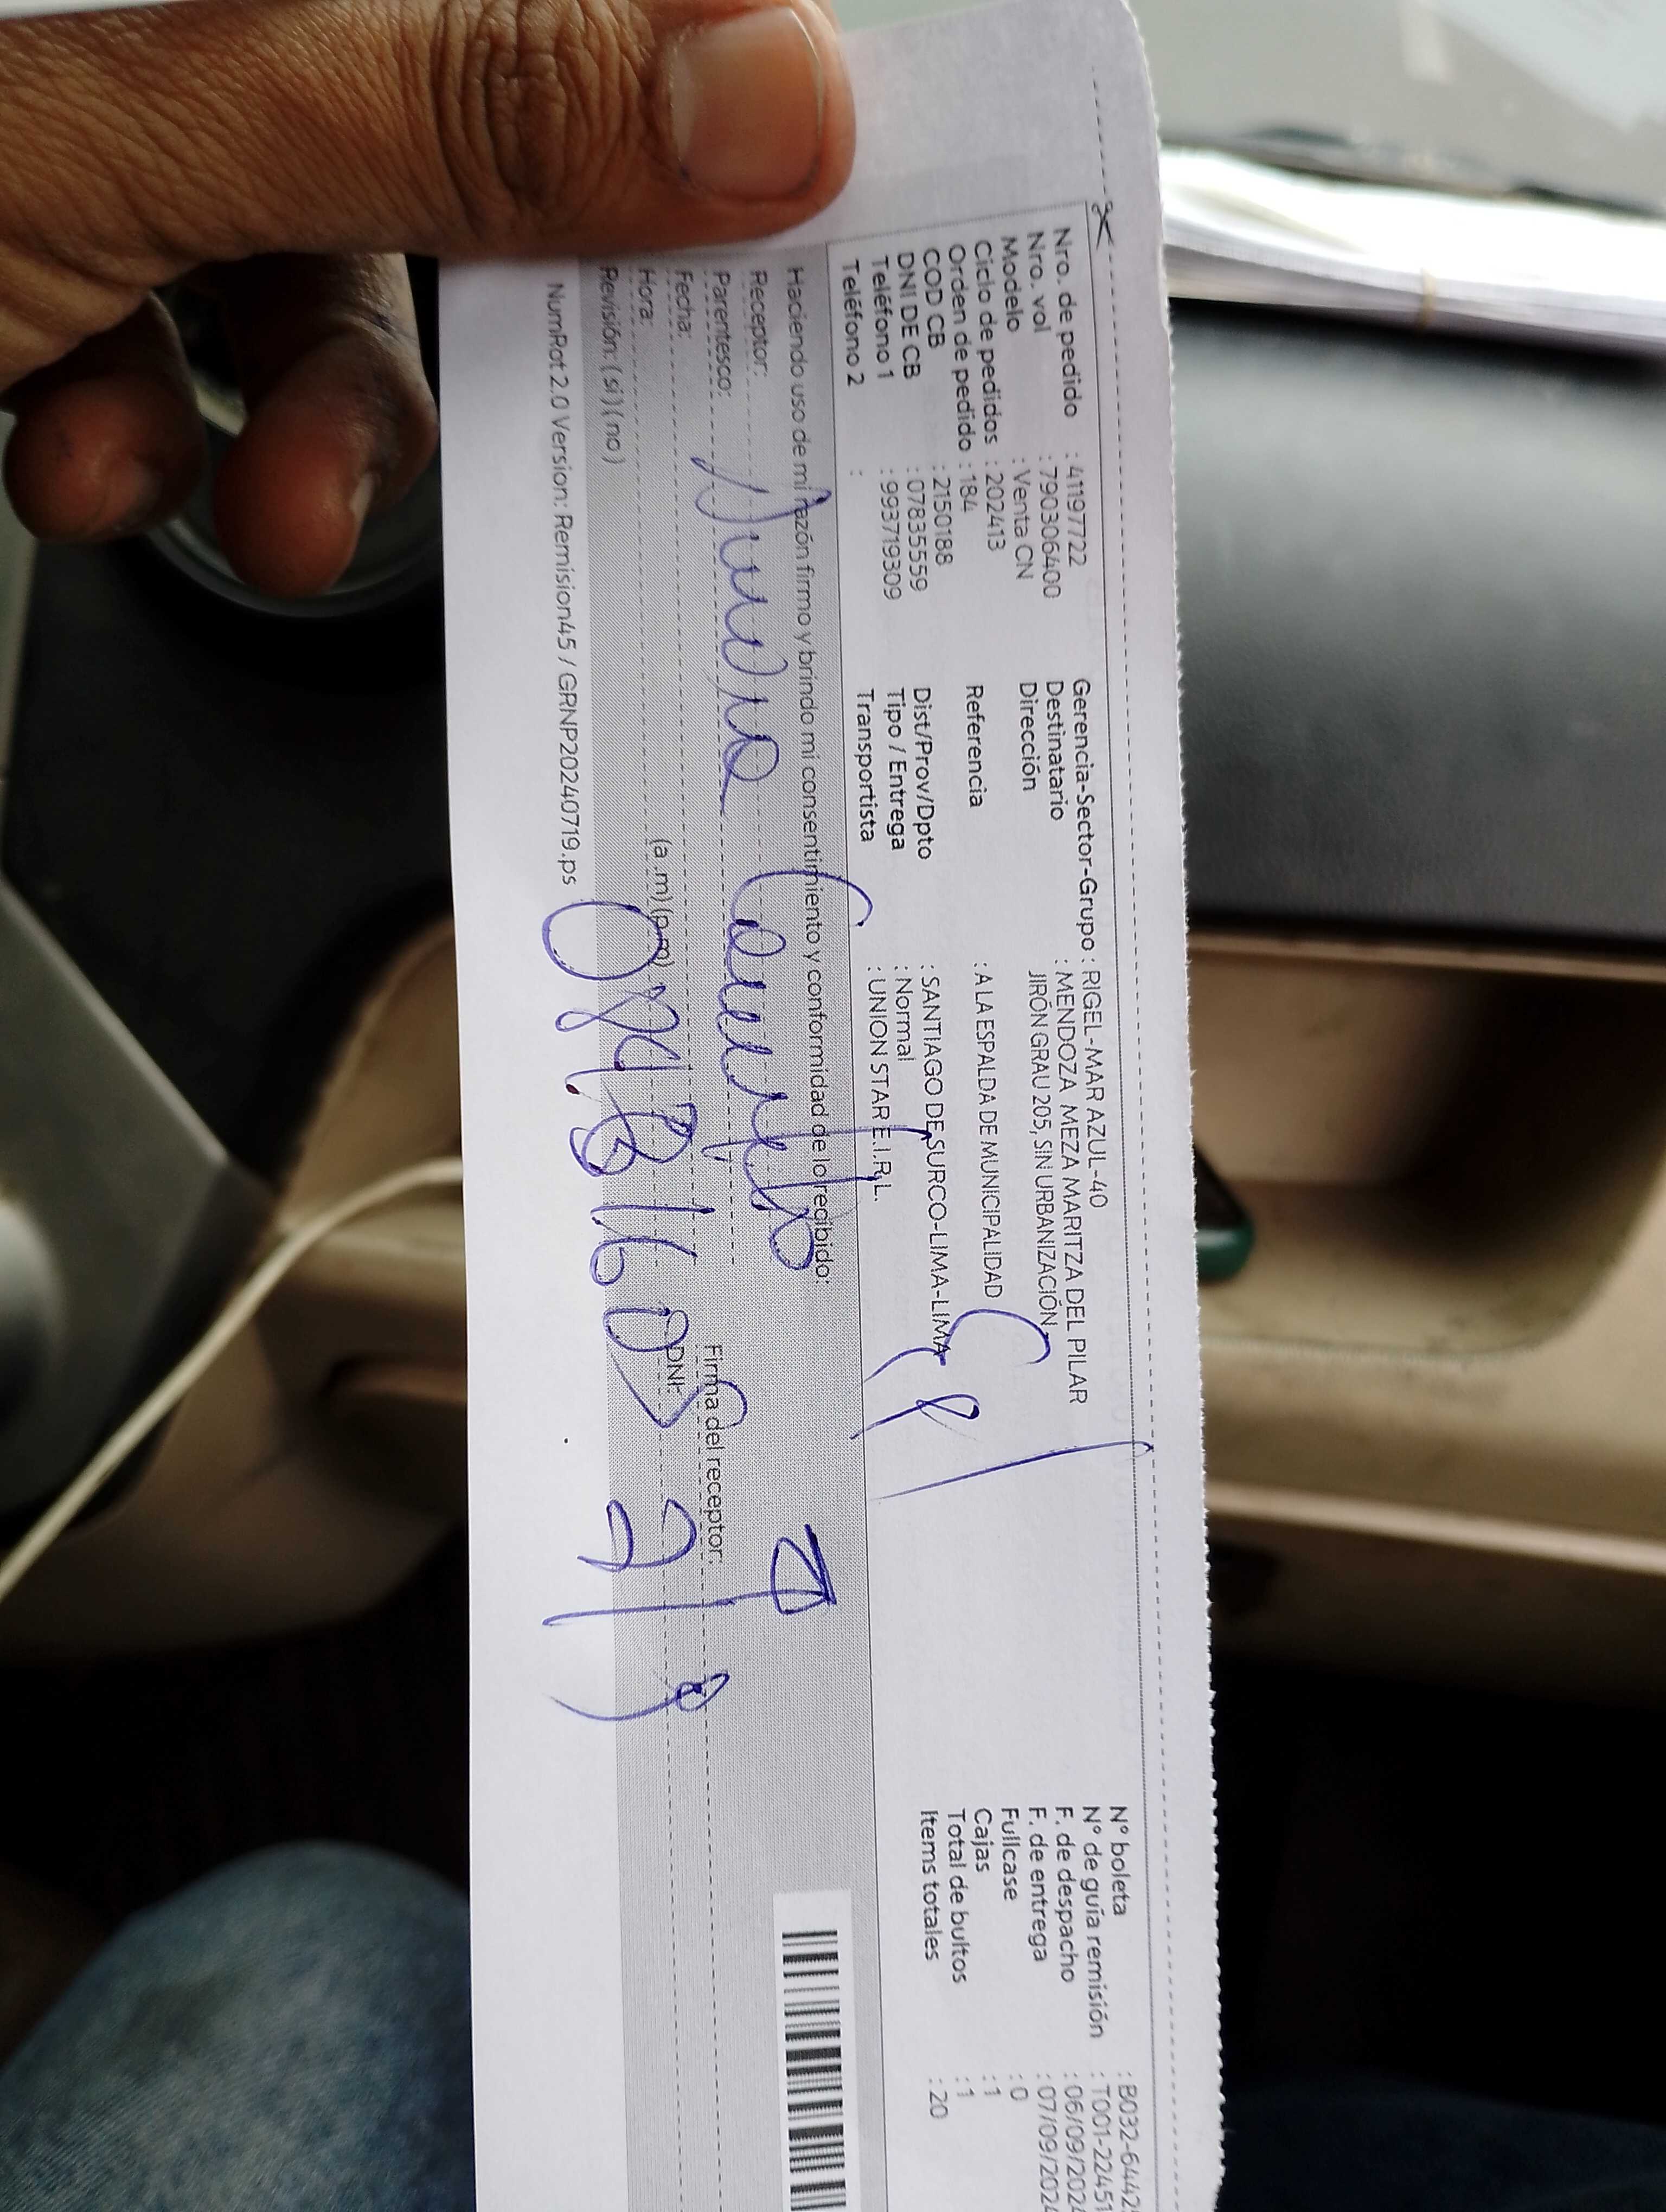 Nro. de pedido : 41197722
Nro. vol : 790306400
Modelo : Venta CN
Ciclo de pedidos : 202413
Orden de pedido : 184
COD CB : 2150188
DNI DE CB : 07835559
Teléfono 1 : 993719309
Teléfono 2 :
Gerencia-Sector-Grupo : RIGEL-MAR AZUL-40
Destinatario : MENDOZA MEZA MARITZA DEL PILAR
Dirección JIRÓN GRAU 205, SIN URBANIZACIÓN,
Referencia : A LA ESPALDA DE MUNICIPALIDAD
Dist/Prov/Dpto : SANTIAGO DE SURCO-LIMA-LIMA
Tipo / Entrega : Normal
Transportista : UNION STAR E.I.R.L.
N° boleta : B032-6442
N° de guía remisión : T001-22451
F. de despacho : 06/09/2024
F. de entrega : 07/09/2024
Fullcase : 0
Cajas : 1
Total de bultos : 1
Items totales : 20
Haciendo uso de mi razón firmo y brindo mi consentimiento y conformidad de lo recibido:
Receptor:
Parentesco:
Fecha:
Hora: (a.m) (p.m)
Revisión: (si) (no)
Firma del receptor:
DNI:
NumRot 2.0 Version: Remision45 / GRNP20240719.ps